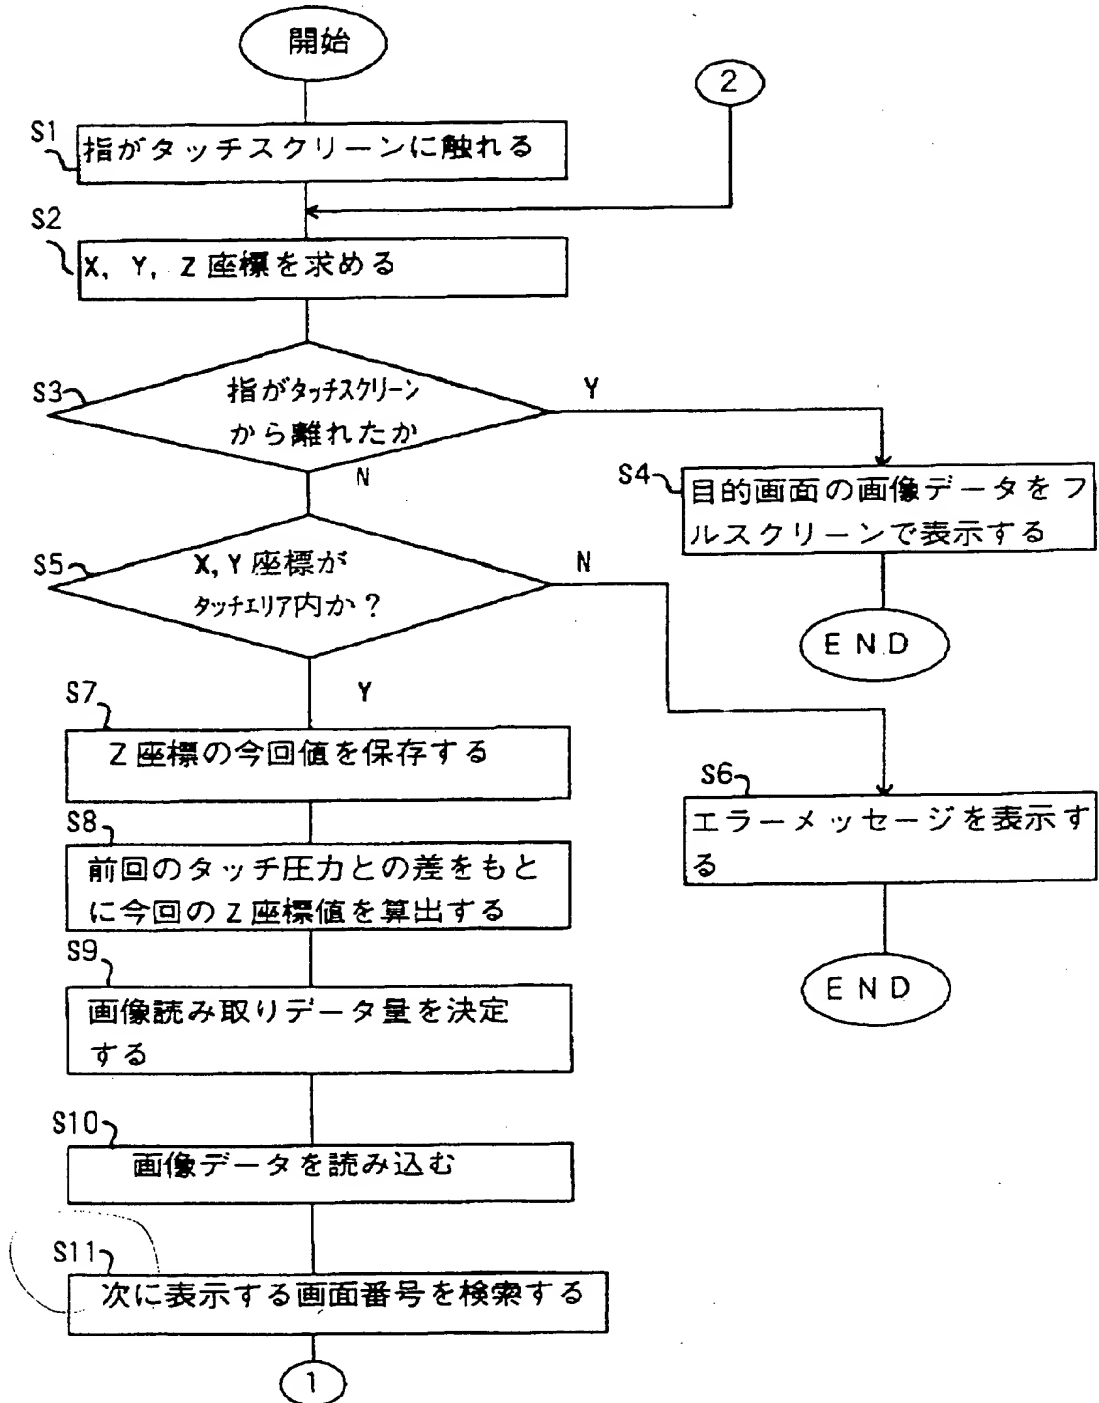 開始
2
S1
指がタッチスクリーンに触れる
S2
X, Y, Z座標を求める
S3
指がタッチスクリーン
から離れたか
Y
N
S4
目的画面の画像データをフ
ルスクリーンで表示する
END
S5
X, Y座標が
タッチエリア内か？
N
Y
S6
エラーメッセージを表示す
る
END
S7
Z座標の今回値を保存する
S8
前回のタッチ圧力との差をもと
に今回のZ座標値を算出する
S9
画像読み取りデータ量を決定
する
S10
画像データを読み込む
S11
次に表示する画面番号を検索する
1